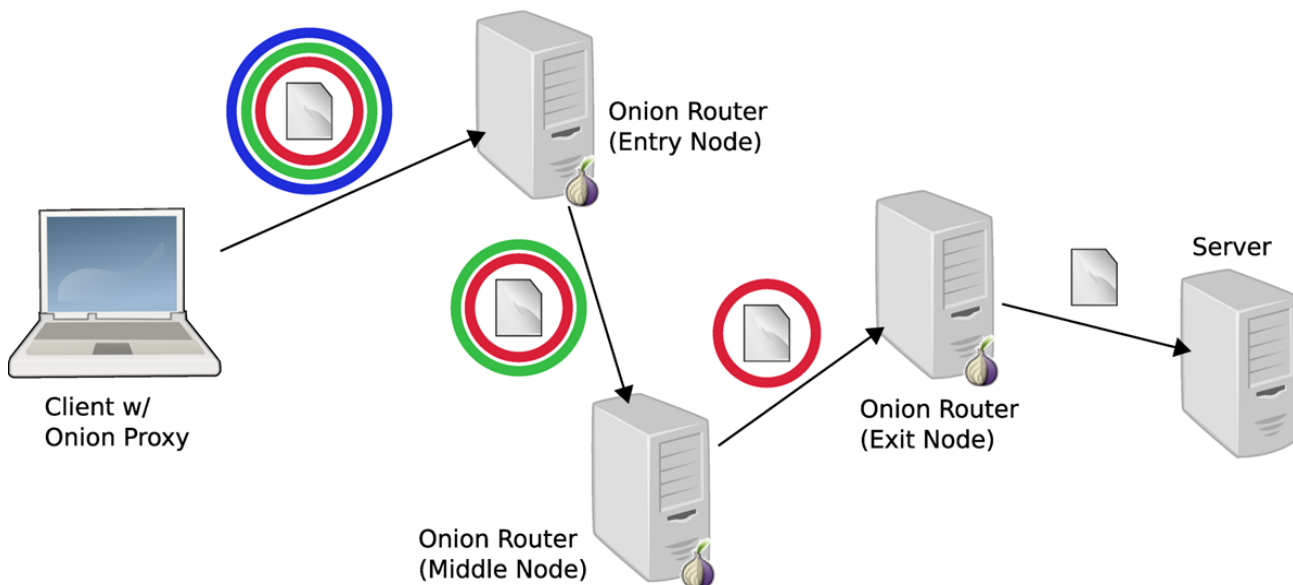 Onion Router
(Entry Node)
Server
Client w/
Onion Proxy
Onion Router
(Exit Node)
Onion Router
(Middle Node)